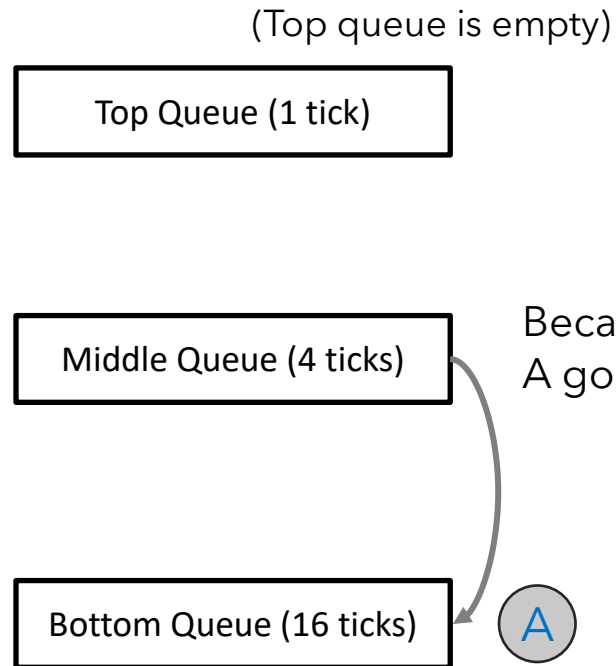 (Top queue is empty)
Top Queue (1 tick)
Middle Queue (4 ticks)
A
Bottom Queue (16 ticks)
A